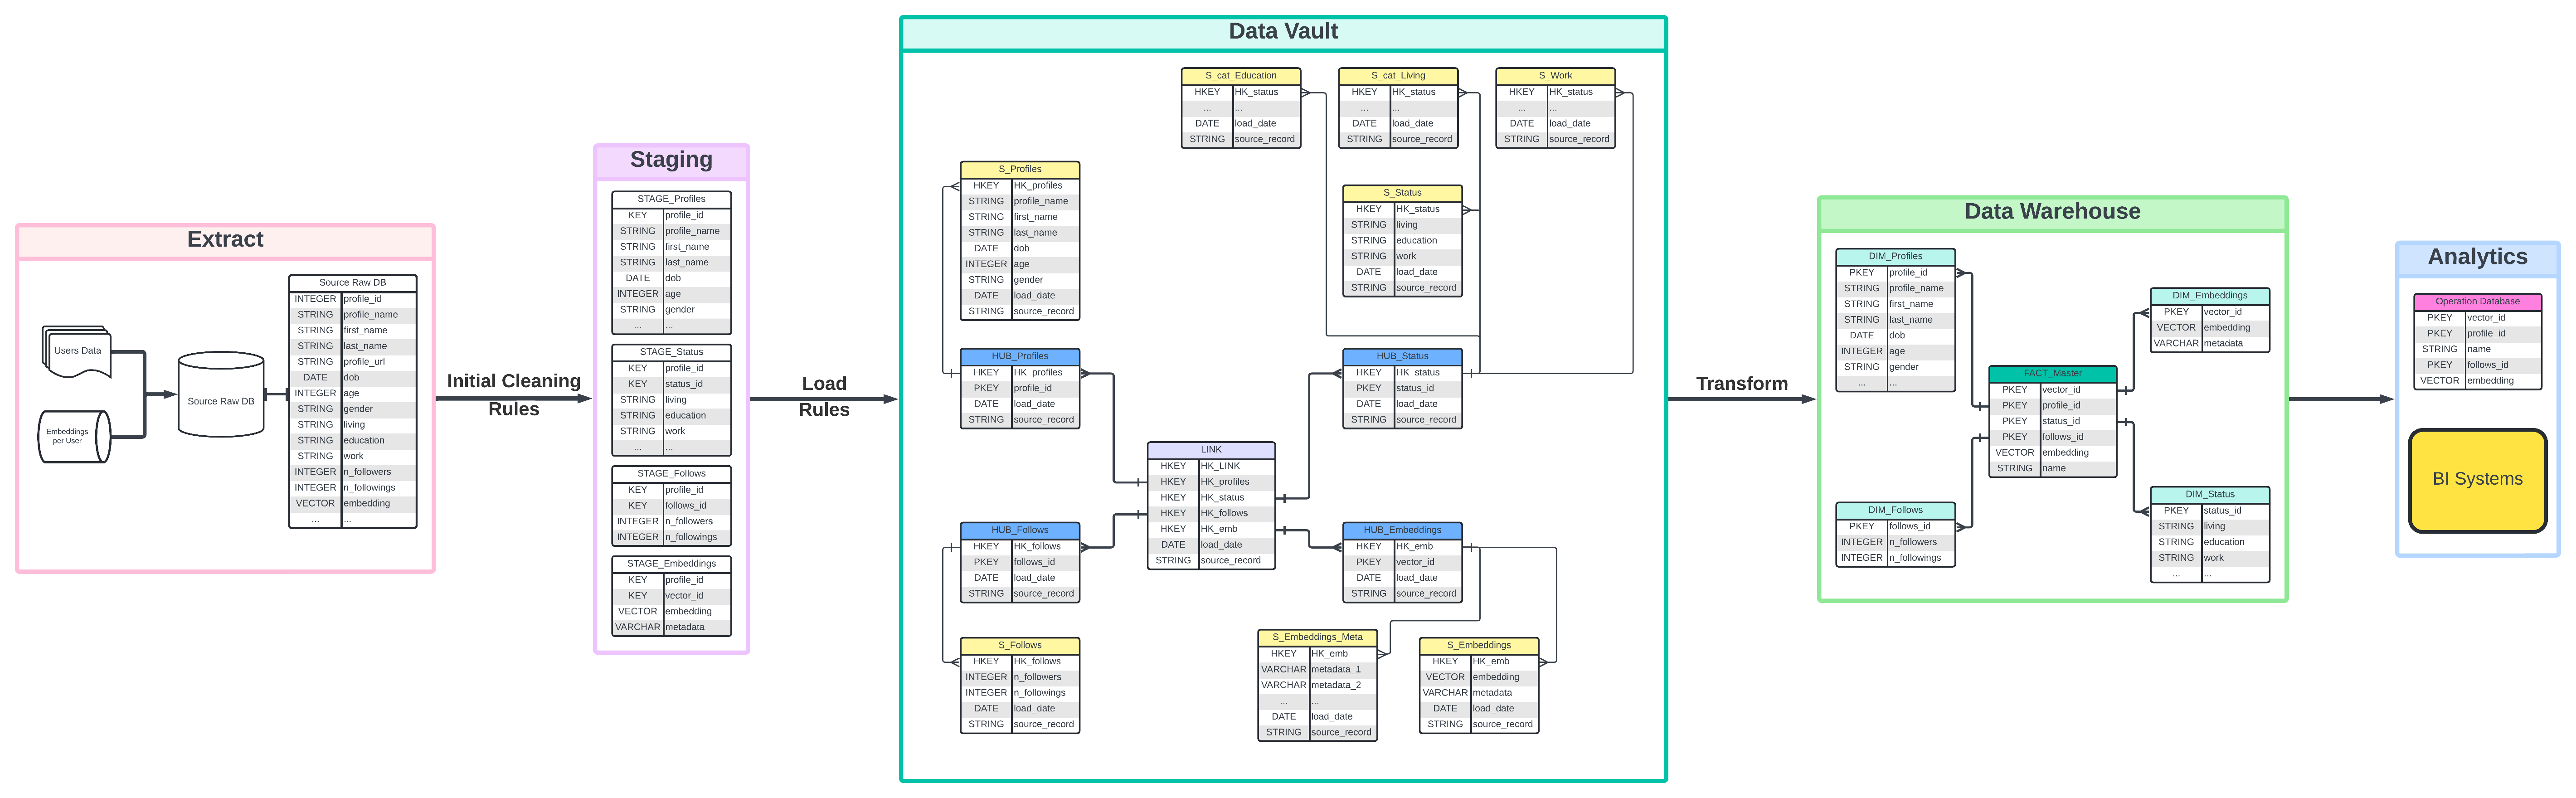 Extract
Users Data
Embeddings
per User
Source Raw DB
Source Raw DB
INTEGER profile_id
STRING profile_name
STRING first_name
STRING last_name
STRING profile_url
DATE dob
INTEGER age
STRING gender
STRING living
STRING education
STRING work
INTEGER n_followers
INTEGER n_followings
VECTOR embedding
... ...
Initial Cleaning
Rules
Staging
STAGE_Profiles
KEY profile_id
STRING profile_name
STRING first_name
STRING last_name
DATE dob
INTEGER age
STRING gender
... ...
STAGE_Status
KEY profile_id
KEY status_id
STRING living
STRING education
STRING work
... ...
STAGE_Follows
KEY profile_id
KEY follows_id
INTEGER n_followers
INTEGER n_followings
STAGE_Embeddings
KEY profile_id
KEY vector_id
VECTOR embedding
VARCHAR metadata
Load
Rules
Data Vault
S_cat_Education
HKEY HK_status
... ...
DATE load_date
STRING source_record
S_cat_Living
HKEY HK_status
... ...
DATE load_date
STRING source_record
S_Work
HKEY HK_status
... ...
DATE load_date
STRING source_record
S_Profiles
HKEY HK_profiles
STRING profile_name
STRING first_name
STRING last_name
DATE dob
INTEGER age
STRING gender
DATE load_date
STRING source_record
S_Status
HKEY HK_status
STRING living
STRING education
STRING work
DATE load_date
STRING source_record
HUB_Profiles
HKEY HK_profiles
PKEY profile_id
DATE load_date
STRING source_record
HUB_Status
HKEY HK_status
PKEY status_id
DATE load_date
STRING source_record
LINK
HKEY HK_LINK
HKEY HK_profiles
HKEY HK_status
HKEY HK_follows
HKEY HK_emb
DATE load_date
STRING source_record
HUB_Follows
HKEY HK_follows
PKEY follows_id
DATE load_date
STRING source_record
HUB_Embeddings
HKEY HK_emb
PKEY vector_id
DATE load_date
STRING source_record
S_Follows
HKEY HK_follows
INTEGER n_followers
INTEGER n_followings
DATE load_date
STRING source_record
S_Embeddings_Meta
HKEY HK_emb
VARCHAR metadata_1
VARCHAR metadata_2
... ...
DATE load_date
STRING source_record
S_Embeddings
HKEY HK_emb
VECTOR embedding
VARCHAR metadata
DATE load_date
STRING source_record
Transform
Data Warehouse
DIM_Profiles
PKEY profile_id
STRING profile_name
STRING first_name
STRING last_name
DATE dob
INTEGER age
STRING gender
... ...
DIM_Embeddings
PKEY vector_id
VECTOR embedding
VARCHAR metadata
FACT_Master
PKEY vector_id
PKEY profile_id
PKEY status_id
PKEY follows_id
VECTOR embedding
STRING name
DIM_Follows
PKEY follows_id
INTEGER n_followers
INTEGER n_followings
DIM_Status
PKEY status_id
STRING living
STRING education
STRING work
... ...
Analytics
Operation Database
PKEY vector_id
PKEY profile_id
STRING name
PKEY follows_id
VECTOR embedding
BI Systems